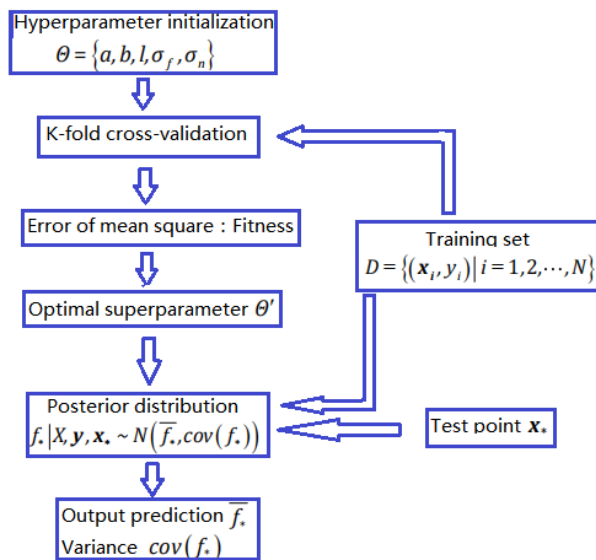 Hyperparameter initialization
Θ = {a, b, l, σ_f, σ_n}
K-fold cross-validation
Error of mean square : Fitness
Training set
D = {(x_i, y_i) | i = 1,2,⋯,N}
Optimal superparameter Θ′
Posterior distribution
f_* | X, y, x_* ~ N(f̅_*, cov(f_*))
Test point x_*
Output prediction f̅_*
Variance cov(f_*)